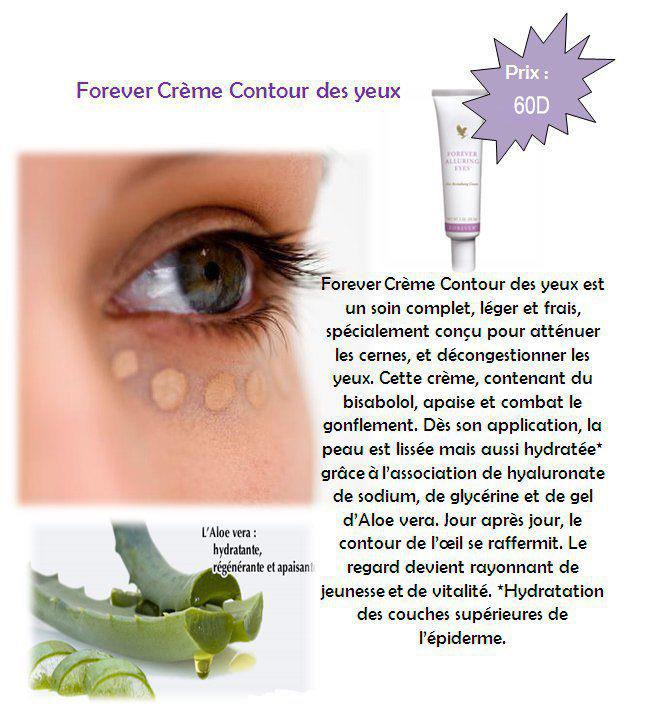 Forever Crème Contour des yeux
Prix :
60D
FOREVER
ALLURING
EYES
FOREVER
Forever Crème Contour des yeux est
un soin complet, léger et frais,
spécialement conçu pour atténuer
les cernes, et décongestionner les
yeux. Cette crème, contenant du
bisabolol, apaise et combat le
gonflement. Dès son application, la
peau est lissée mais aussi hydratée*
grâce à l'association de hyaluronate
de sodium, de glycérine et de gel
d'Aloe vera. Jour après jour, le
contour de l'œil se raffermit. Le
regard devient rayonnant de
jeunesse et de vitalité. *Hydratation
des couches supérieures de
l'épiderme.
L'Aloe vera :
hydratante,
régénérante et apaisant